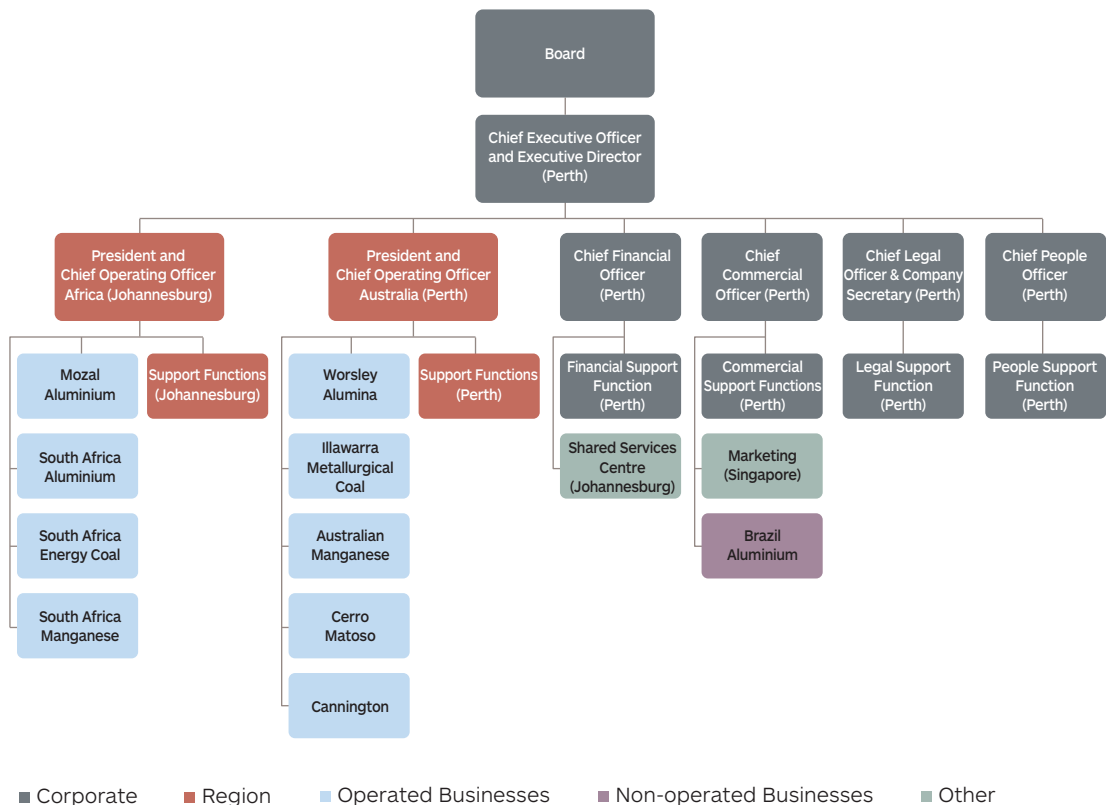 Board
Chief Executive Officer
and Executive Director
(Perth)
President and
Chief Operating Officer
Africa (Johannesburg)
President and
Chief Operating Officer
Australia (Perth)
Chief Financial
Officer
(Perth)
Chief
Commercial
Officer (Perth)
Chief Legal
Officer & Company
Secretary (Perth)
Chief People
Officer
(Perth)
Mozal
Aluminium
Support Functions
(Johannesburg)
Worsley
Alumina
Support Functions
(Perth)
Financial Support
Function
(Perth)
Commercial
Support Functions
(Perth)
Legal Support
Function
(Perth)
People Support
Function
(Perth)
South Africa
Aluminium
Illawarra
Metallurgical
Coal
Shared Services
Centre
(Johannesburg)
Marketing
(Singapore)
South Africa
Energy Coal
Australian
Manganese
Brazil
Aluminium
South Africa
Manganese
Cerro
Matoso
Cannington
Corporate
Region
Operated Businesses
Non-operated Businesses
Other